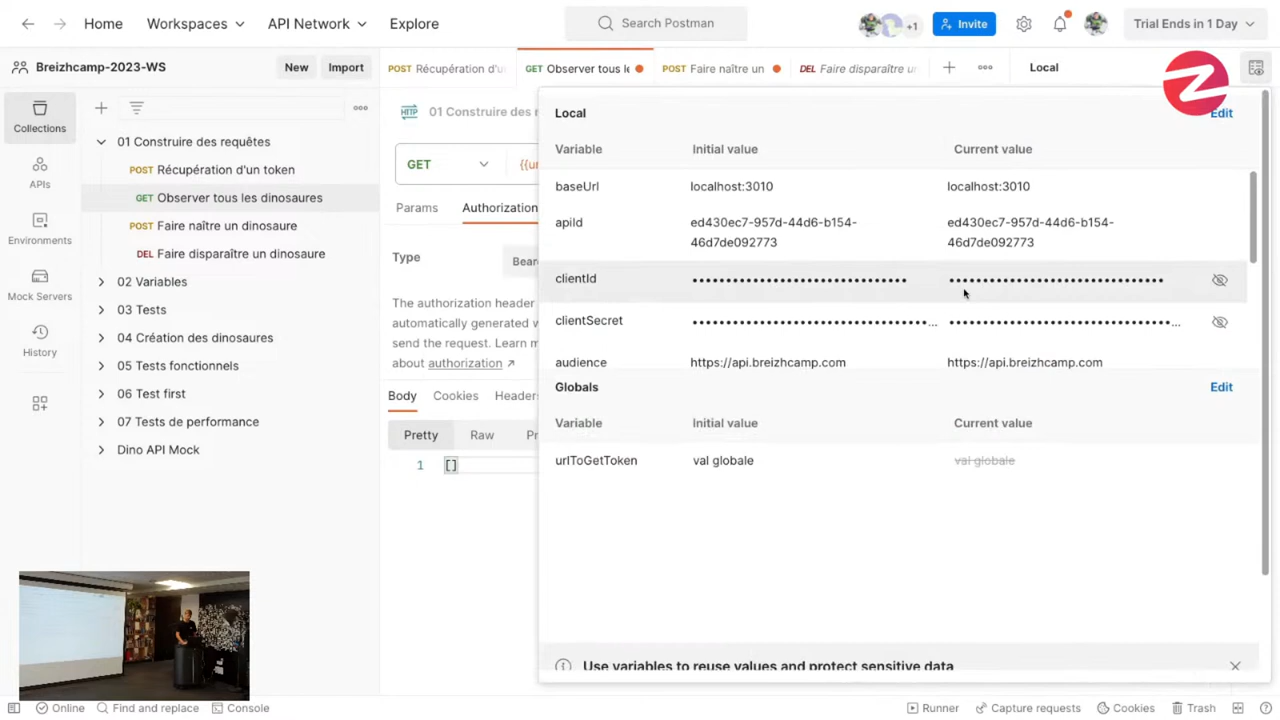 Home
Workspaces
API Network
Explore
Search Postman
+1
Invite
Trial Ends in 1 Day
Breizhcamp-2023-WS
New
Import
POST Récupération d'u
GET Observer tous le
POST Faire naître un
DEL Faire disparaître u
Local
Collections
APIs
Environments
Mock Servers
History
01 Construire des requêtes
POST Récupération d'un token
GET Observer tous les dinosaures
POST Faire naître un dinosaure
DEL Faire disparaître un dinosaure
02 Variables
03 Tests
04 Création des dinosaures
05 Tests fonctionnels
06 Test first
07 Tests de performance
Dino API Mock
HTTP
01 Construire des r
GET
{{ur
Params
Authorization
Type
Bear
The authorization header
automatically generated w
send the request. Learn m
about authorization
Body
Cookies
Headers
Pretty
Raw
Pr
1
[]
Local
Edit
Variable
Initial value
Current value
baseUrl
localhost:3010
localhost:3010
apiId
ed430ec7-957d-44d6-b154-
46d7de092773
ed430ec7-957d-44d6-b154-
46d7de092773
clientId
••••••••••••••••••••••••••••••••
••••••••••••••••••••••••••••••••
clientSecret
•••••••••••••••••••••••••••••••••••...
•••••••••••••••••••••••••••••••••...
audience
https://api.breizhcamp.com
https://api.breizhcamp.com
Globals
Edit
Variable
Initial value
Current value
urlToGetToken
val globale
val globale
Use variables to reuse values and protect sensitive data
Online
Find and replace
Console
Runner
Capture requests
Cookies
Trash